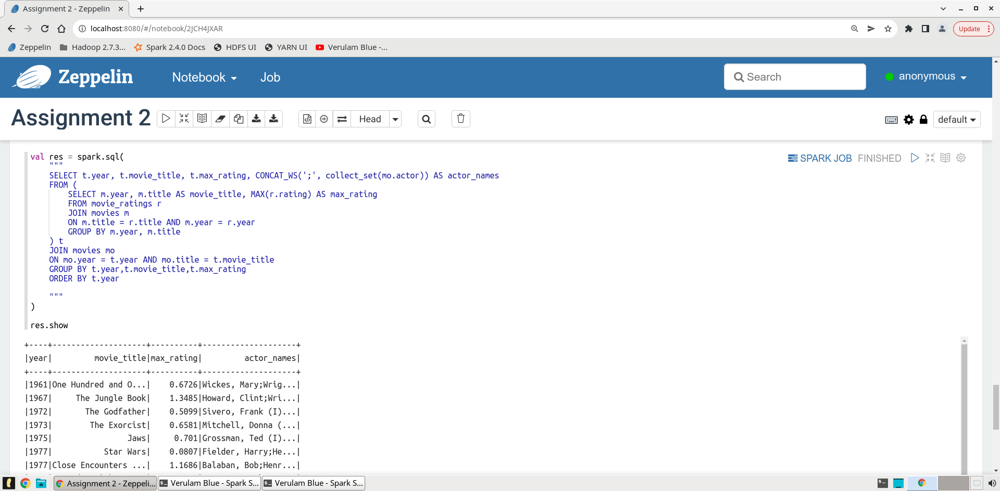 Assignment 2 - Zeppelin
localhost:8080/#/notebook/2JCH4JXAR
Update
Zeppelin Hadoop 2.7.3... Spark 2.4.0 Docs HDFS UI YARN UI Verulam Blue -...
Zeppelin Notebook Job Search anonymous
Assignment 2 Head default
SPARK JOB FINISHED
val res = spark.sql(
"""
SELECT t.year, t.movie_title, t.max_rating, CONCAT_WS(';', collect_set(mo.actor)) AS actor_names
FROM (
SELECT m.year, m.title AS movie_title, MAX(r.rating) AS max_rating
FROM movie_ratings r
JOIN movies m
ON m.title = r.title AND m.year = r.year
GROUP BY m.year, m.title
) t
JOIN movies mo
ON mo.year = t.year AND mo.title = t.movie_title
GROUP BY t.year,t.movie_title,t.max_rating
ORDER BY t.year
"""
)
res.show
+----+--------------------+----------+--------------------+
|year|         movie_title|max_rating|         actor_names|
+----+--------------------+----------+--------------------+
|1961|One Hundred and O...|    0.6726|Wickes, Mary;Wrig...|
|1967|     The Jungle Book|    1.3485|Howard, Clint;Wri...|
|1972|       The Godfather|    0.5099|Sivero, Frank (I)...|
|1973|        The Exorcist|    0.6581|Mitchell, Donna (...|
|1975|                Jaws|     0.701|Grossman, Ted (I)...|
|1977|           Star Wars|    0.0807|Fielder, Harry;He...|
|1977|Close Encounters ...|    1.1686|Balaban, Bob;Henr...|
Assignment 2 - Zeppeli... Verulam Blue - Spark S... Verulam Blue - Spark S...